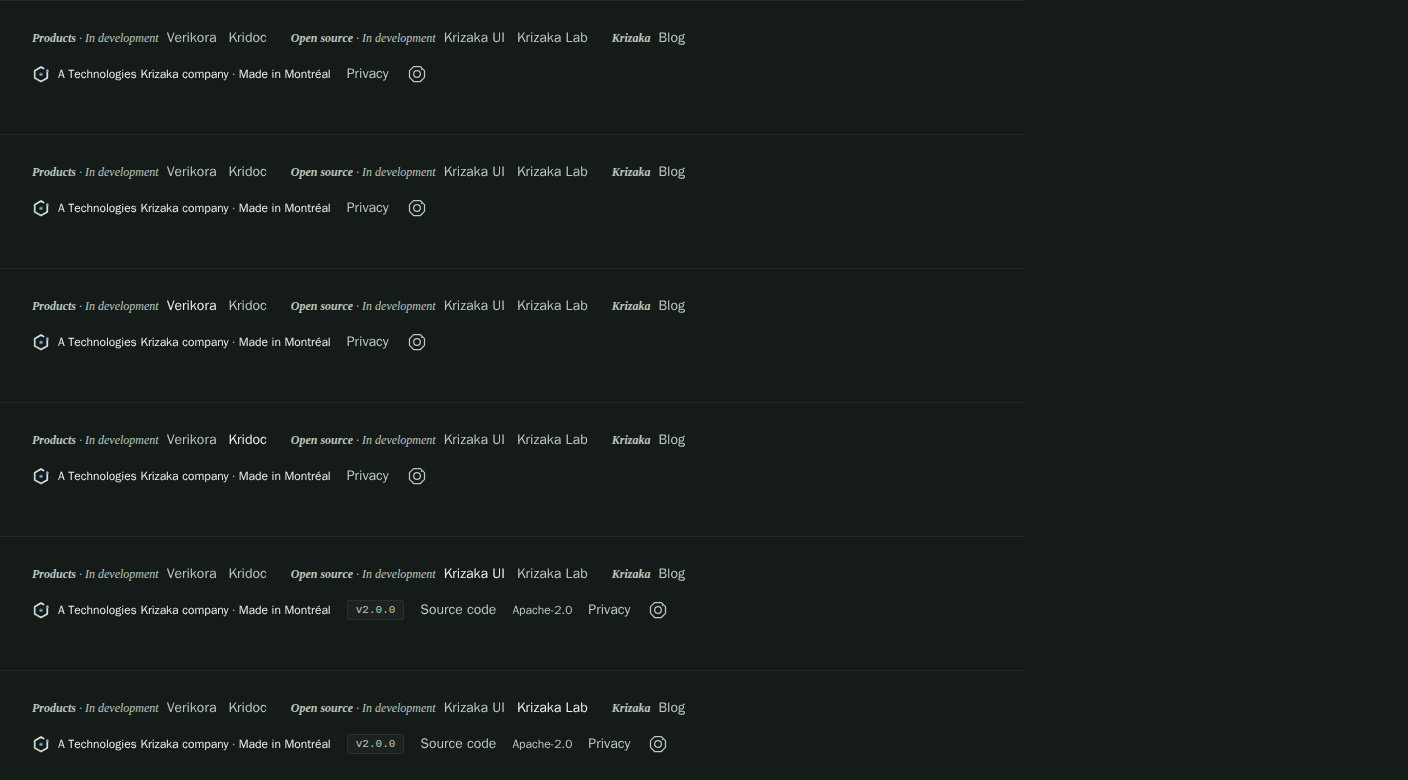 Products · In development Verikora Kridoc Open source · In development Krizaka UI Krizaka Lab Krizaka Blog
A Technologies Krizaka company · Made in Montréal Privacy
Products · In development Verikora Kridoc Open source · In development Krizaka UI Krizaka Lab Krizaka Blog
A Technologies Krizaka company · Made in Montréal Privacy
Products · In development Verikora Kridoc Open source · In development Krizaka UI Krizaka Lab Krizaka Blog
A Technologies Krizaka company · Made in Montréal Privacy
Products · In development Verikora Kridoc Open source · In development Krizaka UI Krizaka Lab Krizaka Blog
A Technologies Krizaka company · Made in Montréal Privacy
Products · In development Verikora Kridoc Open source · In development Krizaka UI Krizaka Lab Krizaka Blog
A Technologies Krizaka company · Made in Montréal v2.0.0 Source code Apache-2.0 Privacy
Products · In development Verikora Kridoc Open source · In development Krizaka UI Krizaka Lab Krizaka Blog
A Technologies Krizaka company · Made in Montréal v2.0.0 Source code Apache-2.0 Privacy